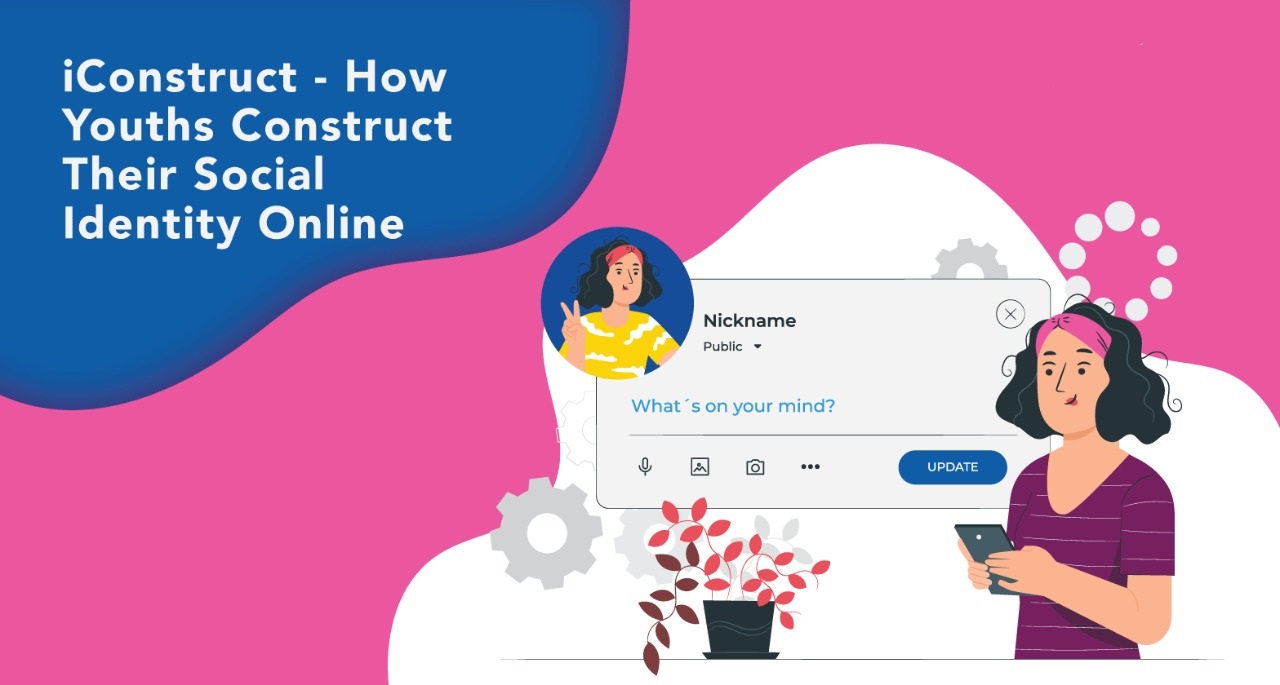 iConstruct - How
Youths Construct
Their Social
Identity Online
Nickname
Public
What´s on your mind?
UPDATE